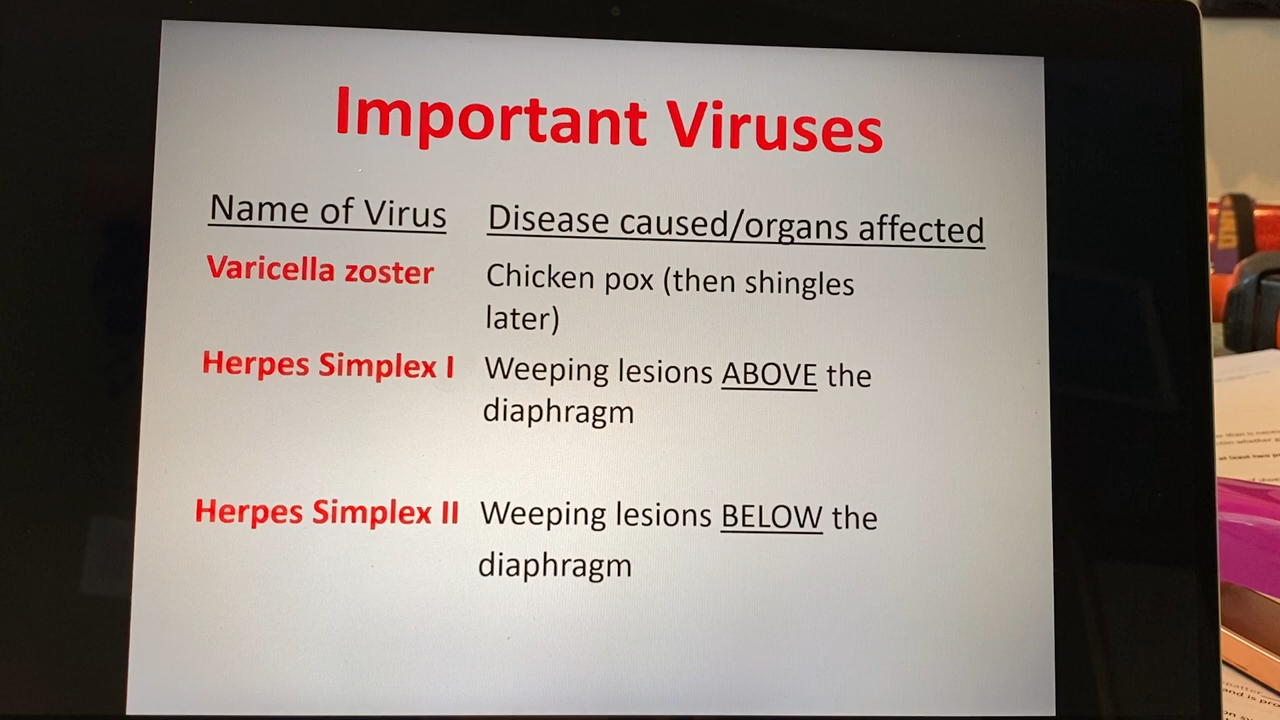 Important Viruses
Name of Virus Disease caused/organs affected
Varicella zoster Chicken pox (then shingles
later)
Herpes Simplex I Weeping lesions ABOVE the
diaphragm
Herpes Simplex II Weeping lesions BELOW the
diaphragm